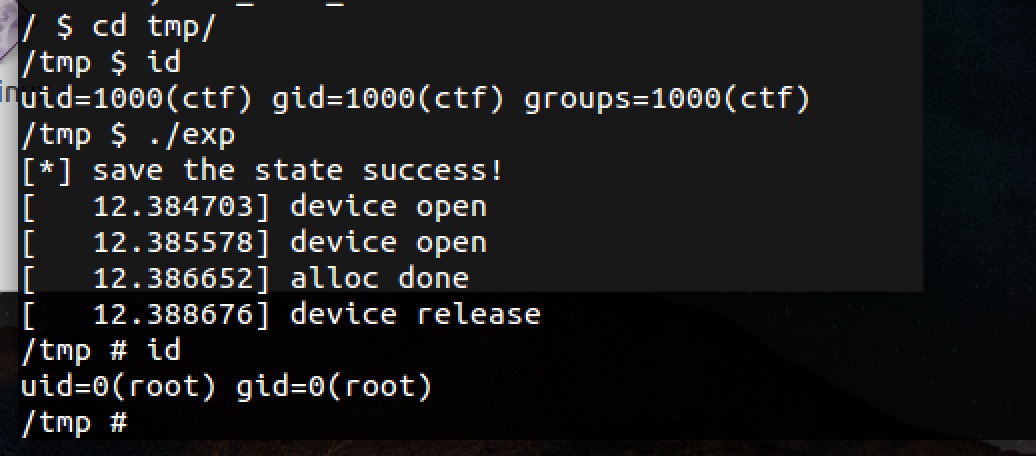 / $ cd tmp/
/tmp $ id
uid=1000(ctf) gid=1000(ctf) groups=1000(ctf)
/tmp $ ./exp
[*] save the state success!
[   12.384703] device open
[   12.385578] device open
[   12.386652] alloc done
[   12.388676] device release
/tmp # id
uid=0(root) gid=0(root)
/tmp #